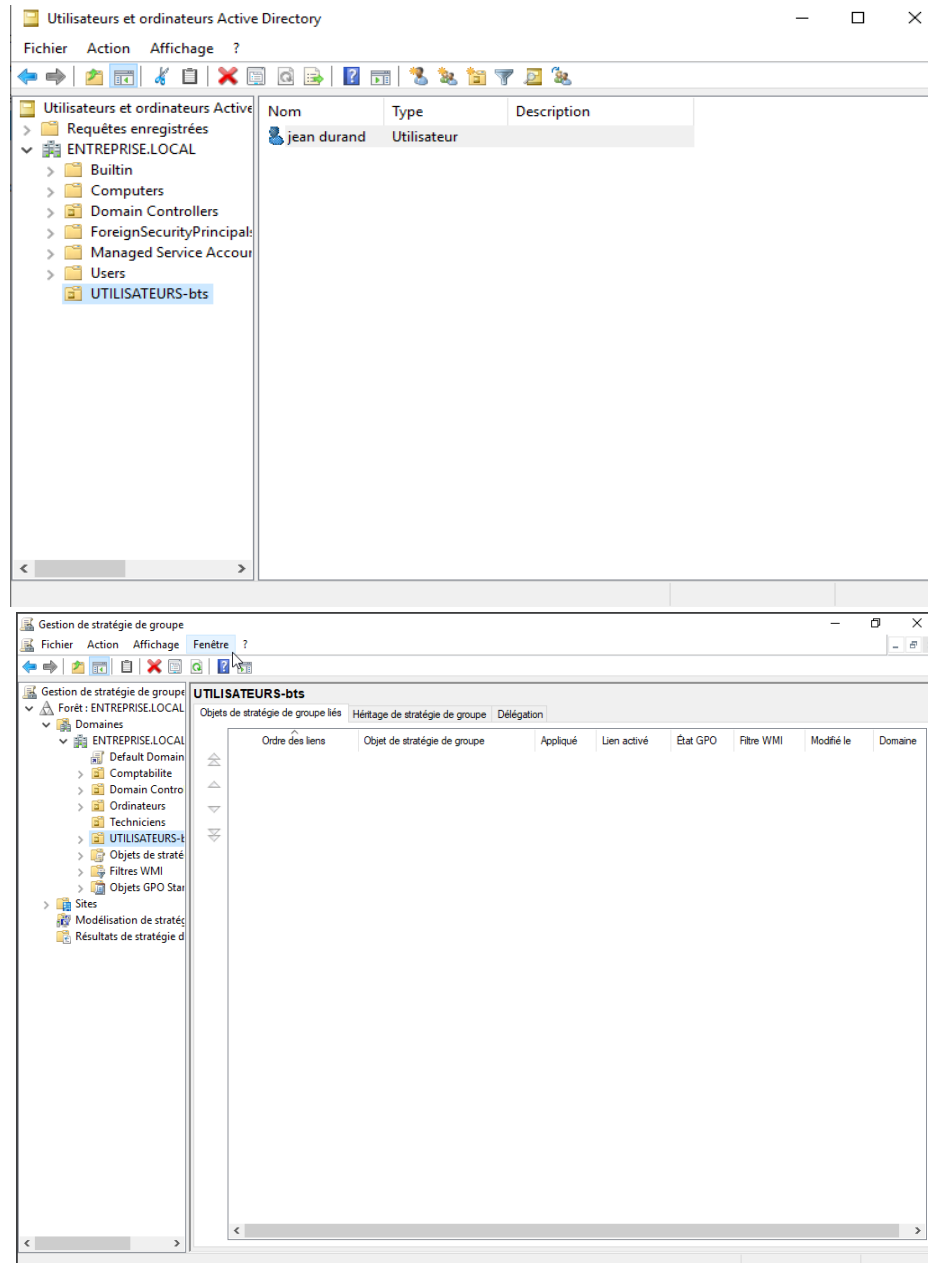 Utilisateurs et ordinateurs Active Directory
Fichier Action Affichage ?
Utilisateurs et ordinateurs Active
Requêtes enregistrées
ENTREPRISE.LOCAL
Builtin
Computers
Domain Controllers
ForeignSecurityPrincipals
Managed Service Accour
Users
UTILISATEURS-bts
Nom Type Description
jean durand Utilisateur
Gestion de stratégie de groupe
Fichier Action Affichage Fenêtre ?
Gestion de stratégie de groupe
Forêt : ENTREPRISE.LOCAL
Domaines
ENTREPRISE.LOCAL
Default Domain
Comptabilite
Domain Contro
Ordinateurs
Techniciens
UTILISATEURS-b
Objets de straté
Filtres WMI
Objets GPO Star
Sites
Modélisation de stratég
Résultats de stratégie d
UTILISATEURS-bts
Objets de stratégie de groupe liés Héritage de stratégie de groupe Délégation
Ordre des liens Objet de stratégie de groupe Appliqué Lien activé État GPO Filtre WMI Modifié le Domaine